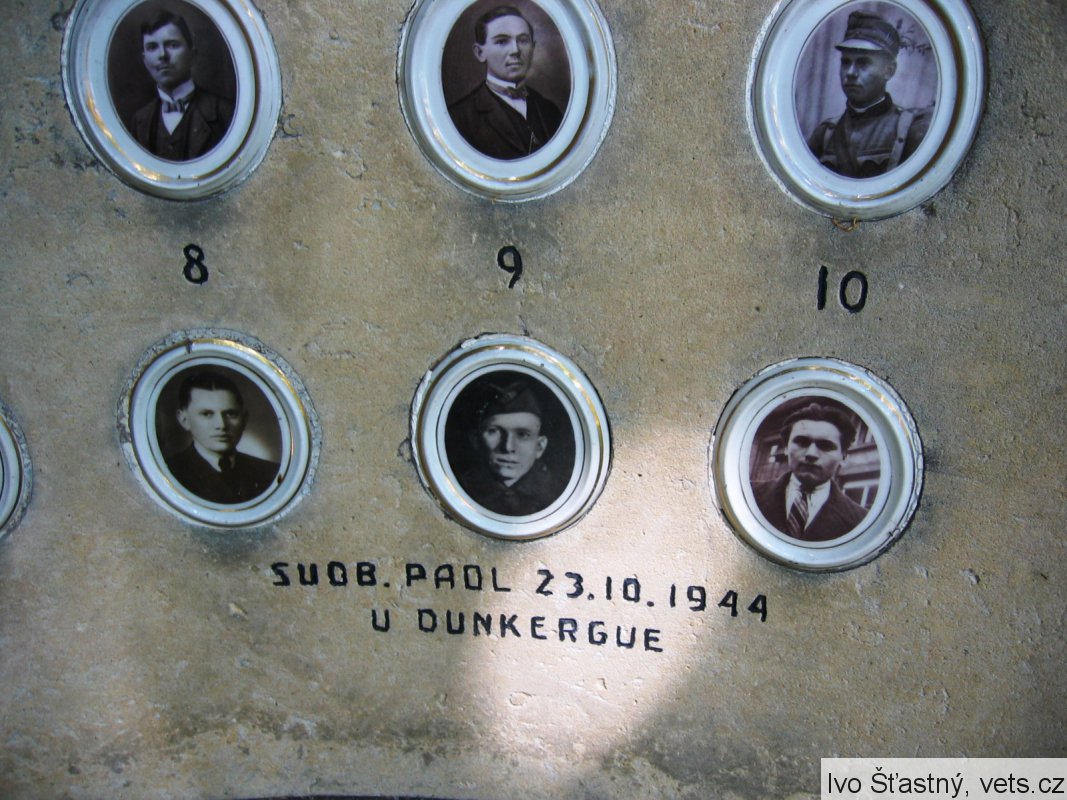 8 9 10
SVOB. PADL 23.10.1944
U DUNKERGUE
Ivo Šťastný, vets.cz